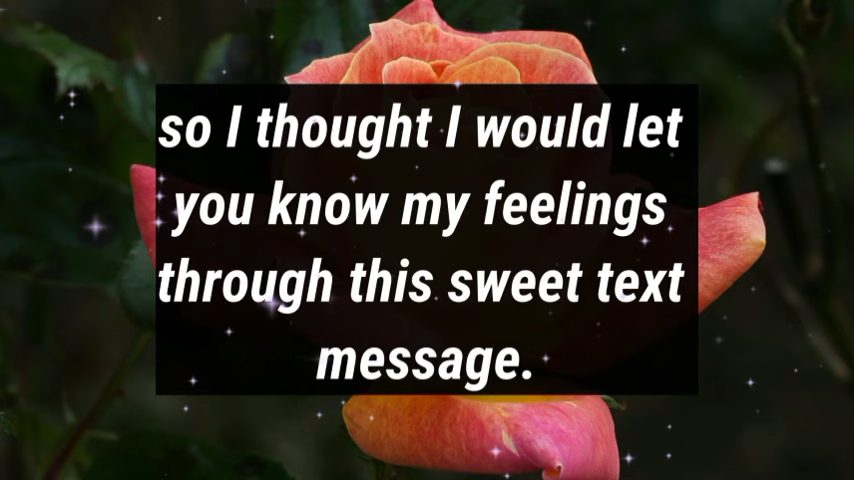 so I thought I would let
you know my feelings
through this sweet text
message.